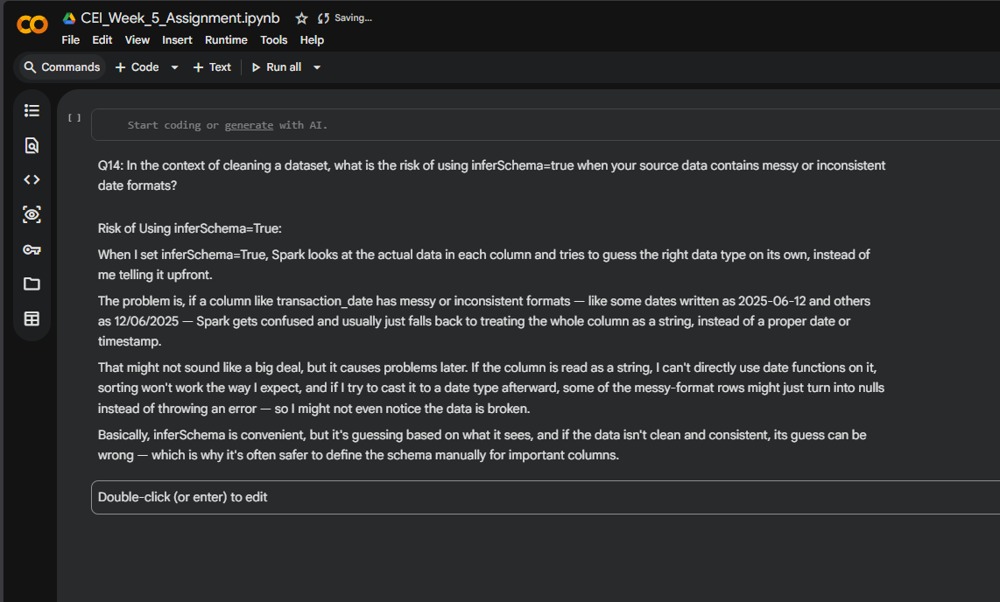 CEI_Week_5_Assignment.ipynb Saving...
File Edit View Insert Runtime Tools Help
Commands + Code + Text Run all
[ ] Start coding or generate with AI.
Q14: In the context of cleaning a dataset, what is the risk of using inferSchema=true when your source data contains messy or inconsistent
date formats?
Risk of Using inferSchema=True:
When I set inferSchema=True, Spark looks at the actual data in each column and tries to guess the right data type on its own, instead of
me telling it upfront.
The problem is, if a column like transaction_date has messy or inconsistent formats — like some dates written as 2025-06-12 and others
as 12/06/2025 — Spark gets confused and usually just falls back to treating the whole column as a string, instead of a proper date or
timestamp.
That might not sound like a big deal, but it causes problems later. If the column is read as a string, I can't directly use date functions on it,
sorting won't work the way I expect, and if I try to cast it to a date type afterward, some of the messy-format rows might just turn into nulls
instead of throwing an error — so I might not even notice the data is broken.
Basically, inferSchema is convenient, but it's guessing based on what it sees, and if the data isn't clean and consistent, its guess can be
wrong — which is why it's often safer to define the schema manually for important columns.
Double-click (or enter) to edit